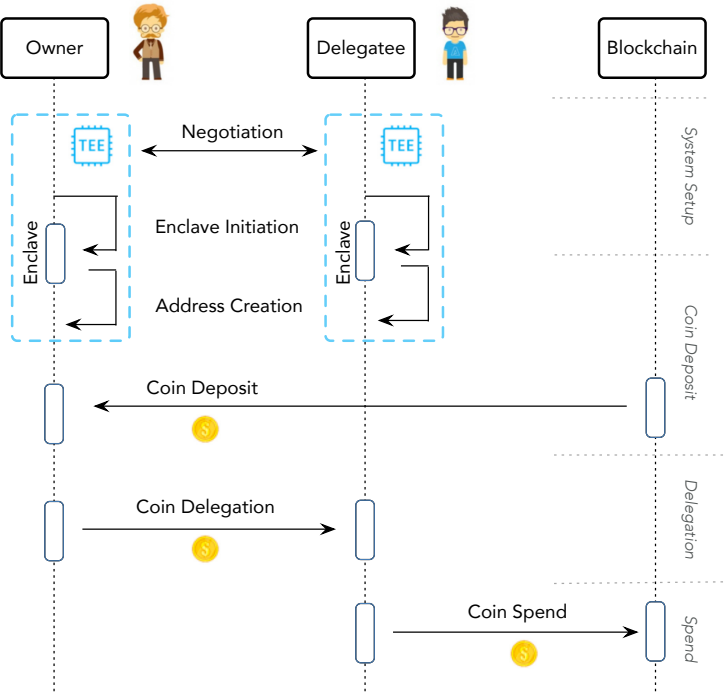 Owner
Delegatee
Blockchain
TEE
Negotiation
TEE
System Setup
Enclave
Enclave Initiation
Enclave
Address Creation
Coin Deposit
Coin Deposit
$
Coin Delegation
$
Delegation
Coin Spend
$
Spend